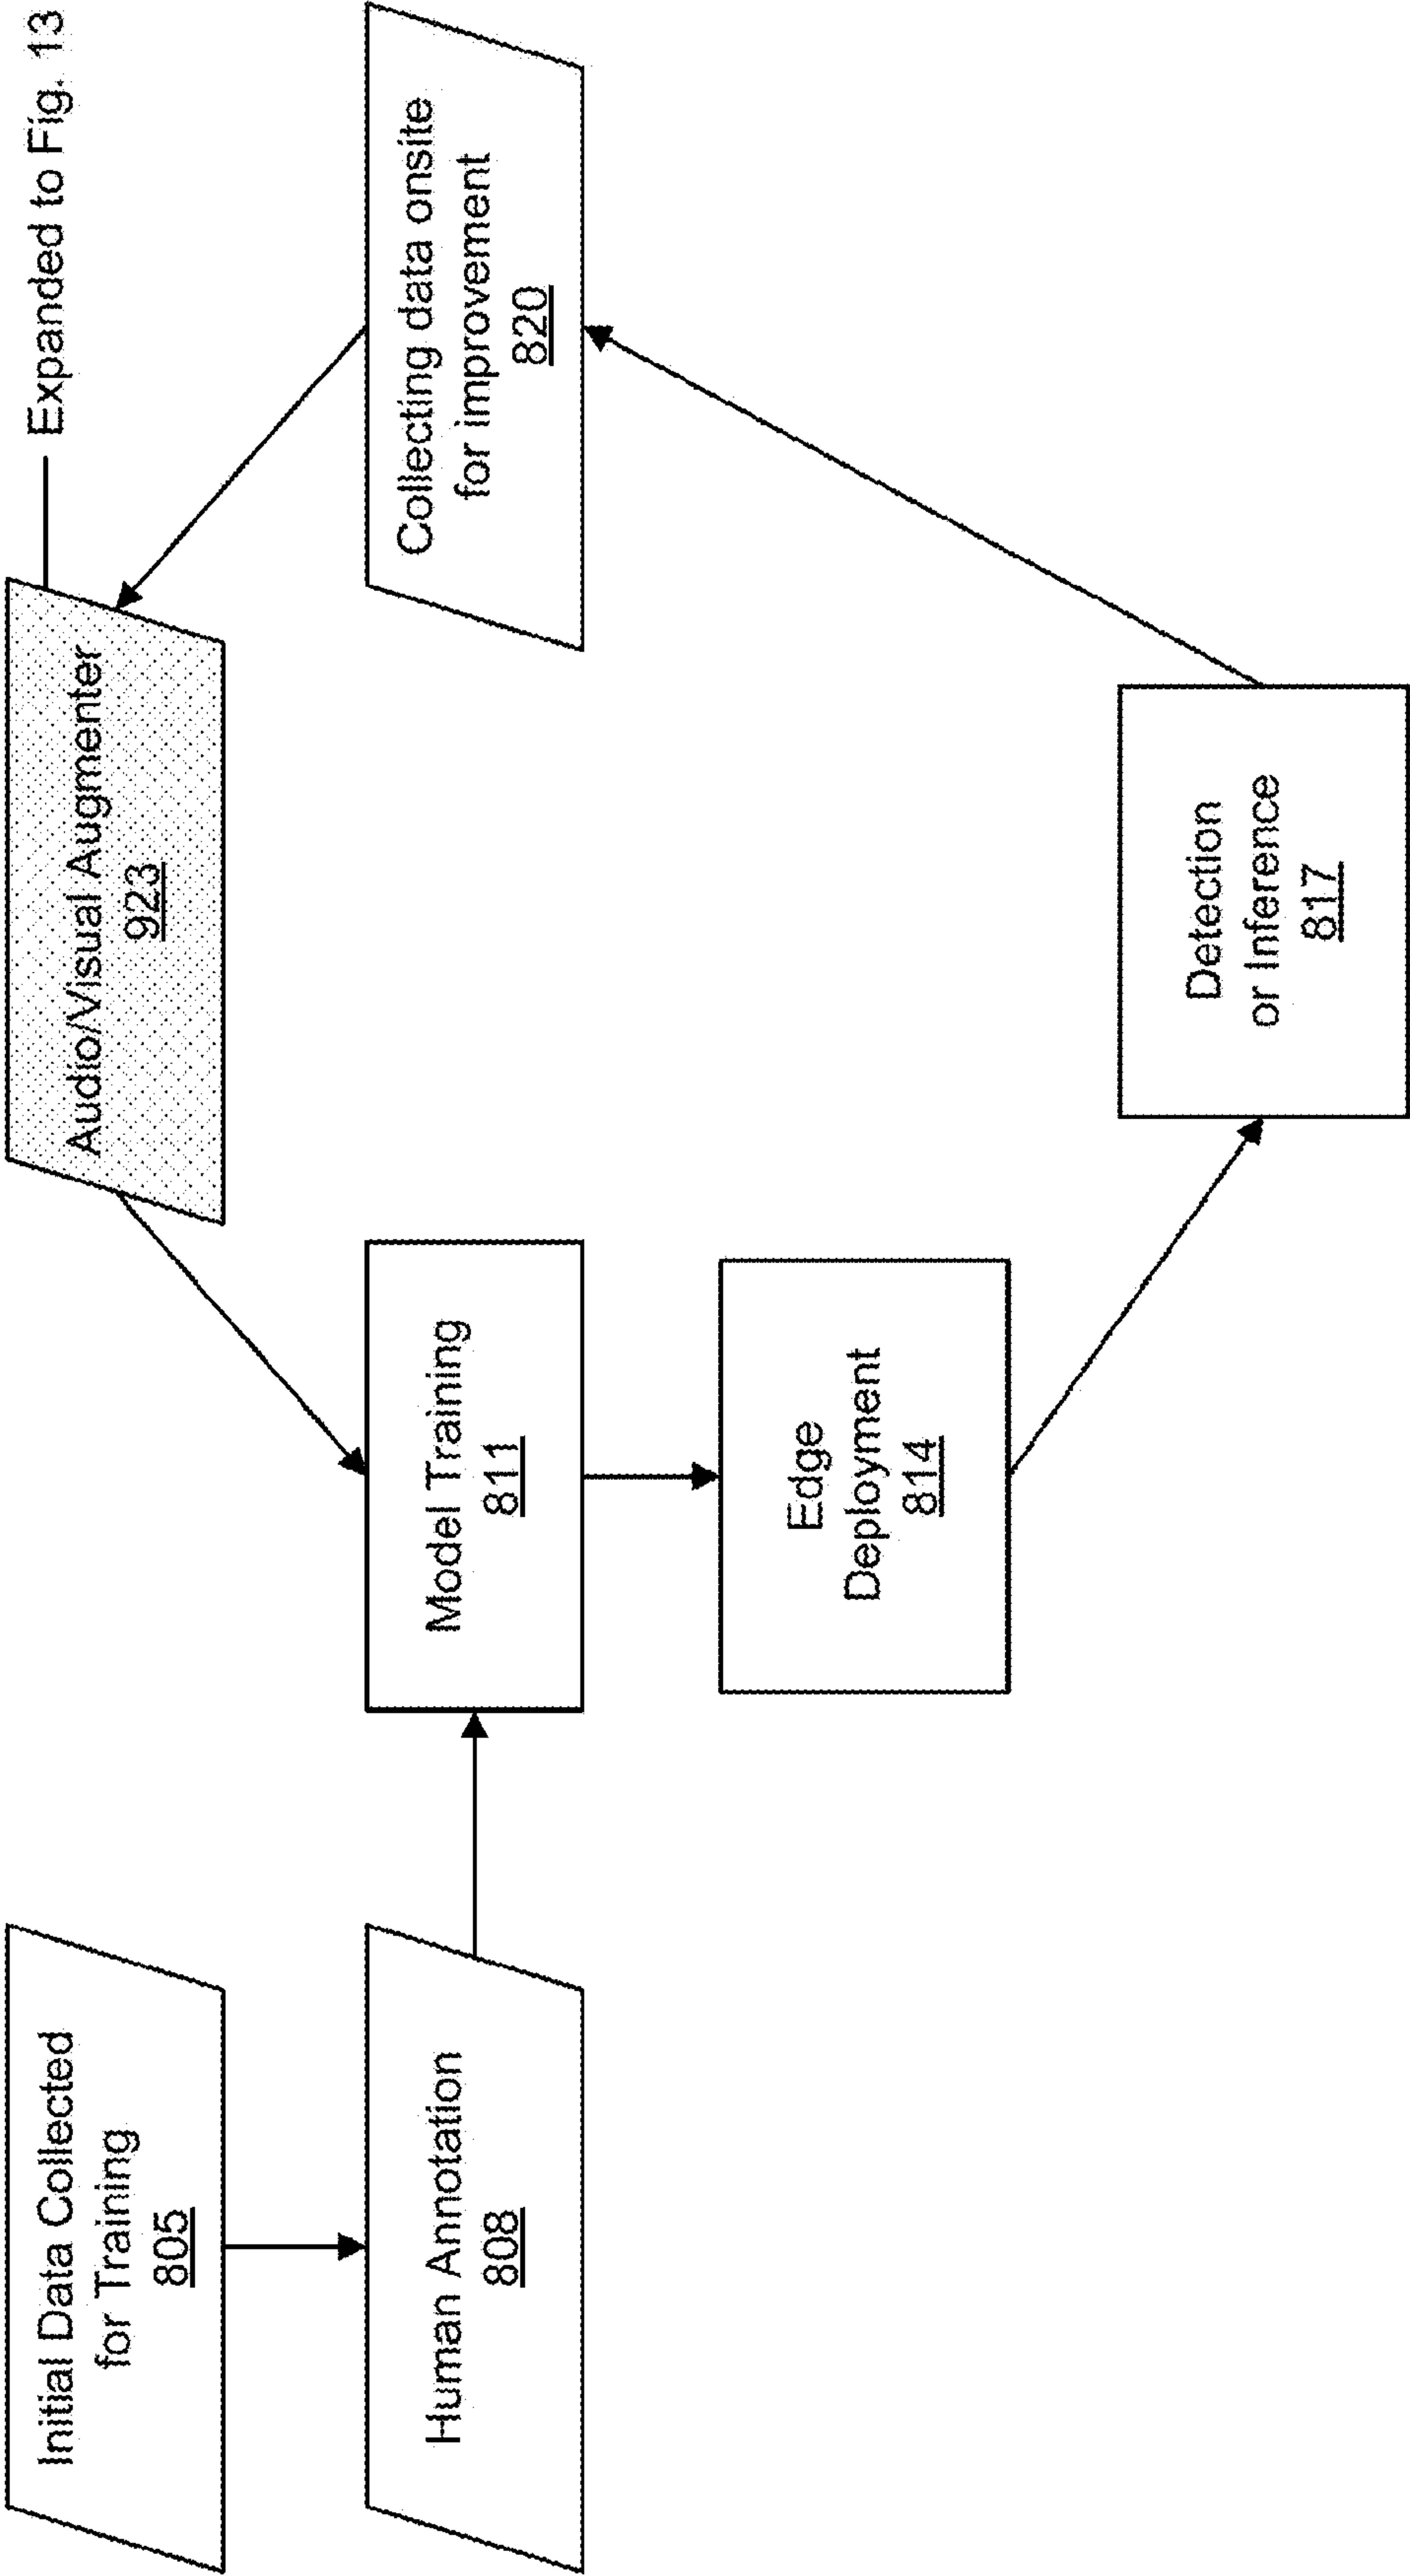 Initial Data Collected
for Training
805
Human Annotation
808
Model Training
811
Edge
Deployment
814
Detection
or Inference
817
Collecting data onsite
for improvement
820
Audio/Visual Augmenter
923
Expanded to Fig. 13